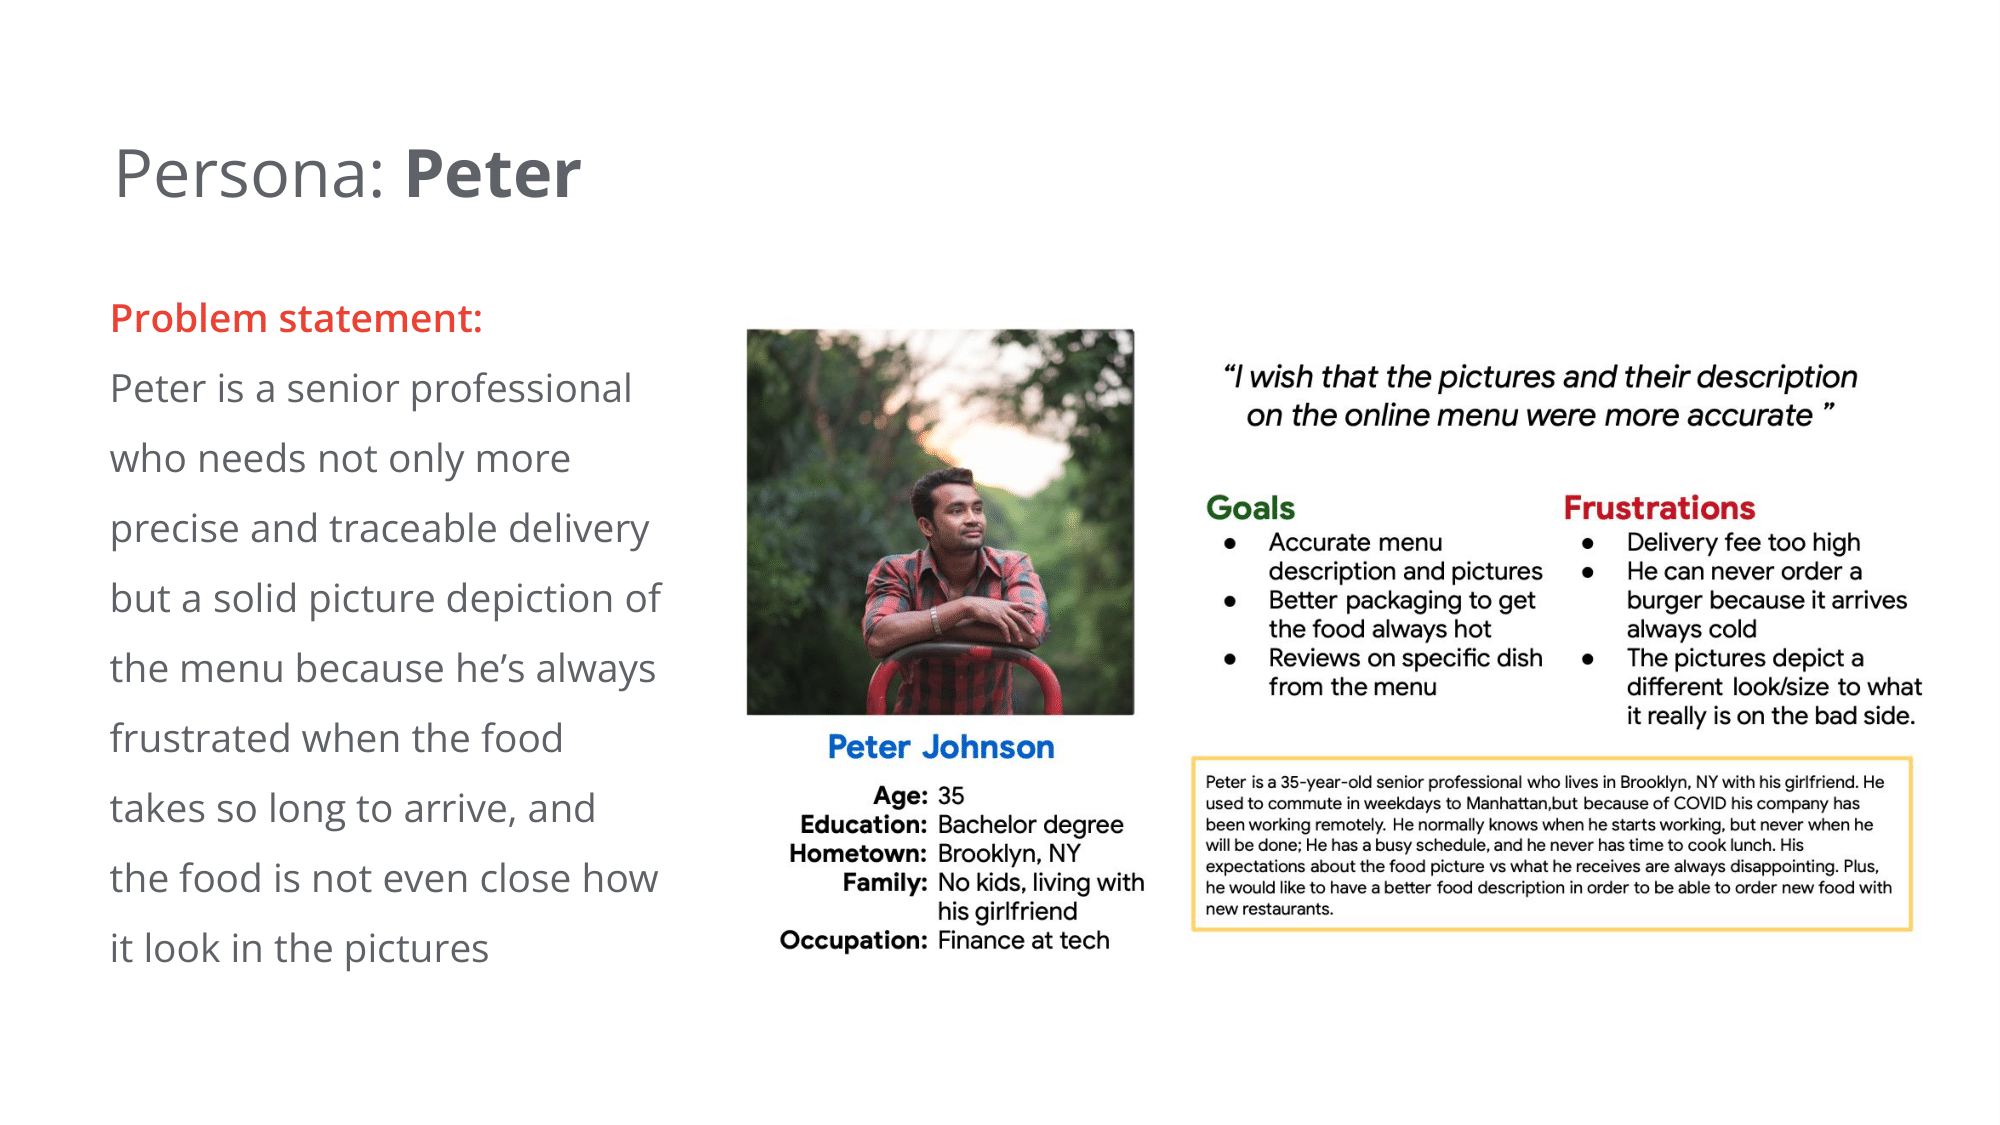 Persona: Peter
Problem statement:
Peter is a senior professional
who needs not only more
precise and traceable delivery
but a solid picture depiction of
the menu because he’s always
frustrated when the food
takes so long to arrive, and
the food is not even close how
it look in the pictures
Peter Johnson
Age: 35
Education: Bachelor degree
Hometown: Brooklyn, NY
Family: No kids, living with
his girlfriend
Occupation: Finance at tech
“I wish that the pictures and their description
on the online menu were more accurate ”
Goals
● Accurate menu
description and pictures
● Better packaging to get
the food always hot
● Reviews on specific dish
from the menu
Frustrations
● Delivery fee too high
● He can never order a
burger because it arrives
always cold
● The pictures depict a
different look/size to what
it really is on the bad side.
Peter is a 35-year-old senior professional who lives in Brooklyn, NY with his girlfriend. He
used to commute in weekdays to Manhattan,but because of COVID his company has
been working remotely. He normally knows when he starts working, but never when he
will be done; He has a busy schedule, and he never has time to cook lunch. His
expectations about the food picture vs what he receives are always disappointing. Plus,
he would like to have a better food description in order to be able to order new food with
new restaurants.